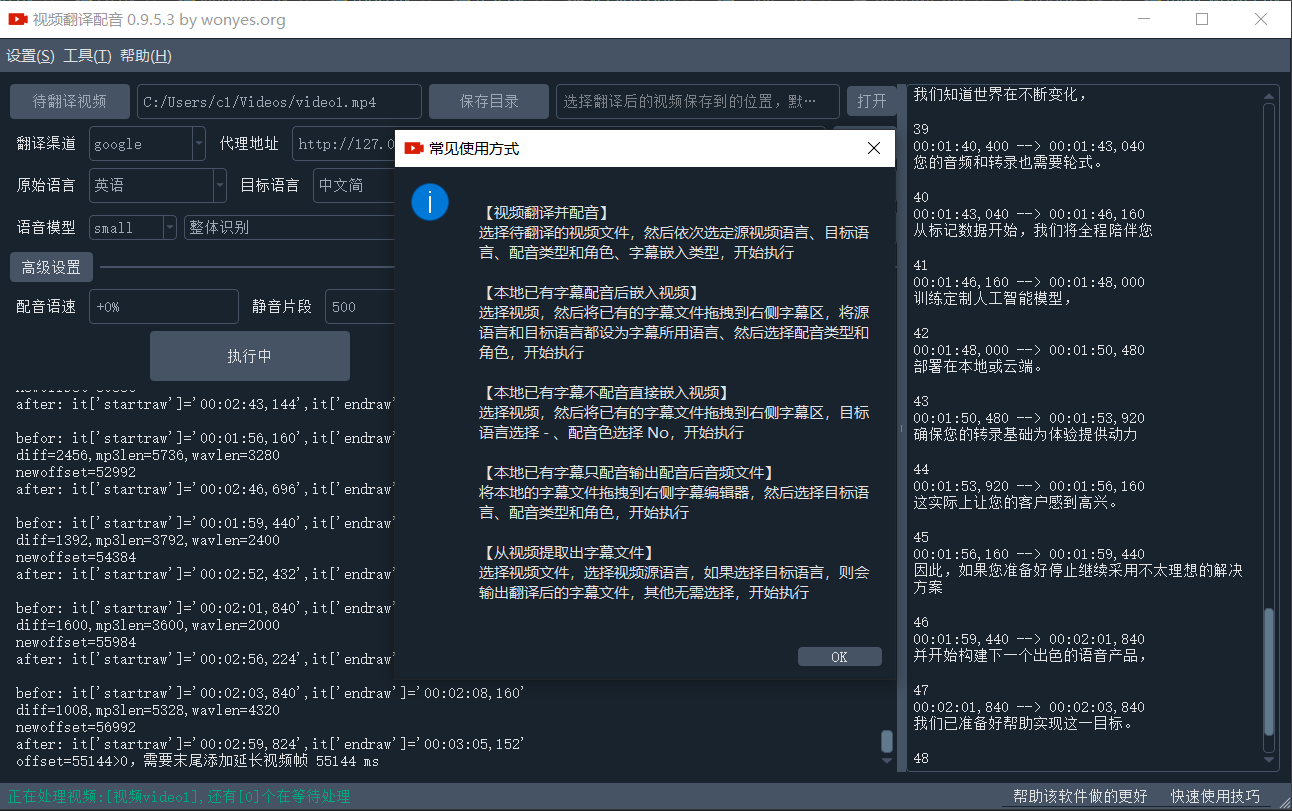 视频翻译配音 0.9.5.3 by wonyes.org
设置(S) 工具(T) 帮助(H)
待翻译视频 C:/Users/c1/Videos/video1.mp4 保存目录 选择翻译后的视频保存到的位置，默… 打开
翻译渠道 google 代理地址 http://127.0
原始语言 英语 目标语言 中文简
语音模型 small 整体识别
高级设置
配音语速 +0% 静音片段 500
执行中
after: it['startraw']='00:02:43,144',it['endraw'
befor: it['startraw']='00:01:56,160',it['endraw'
diff=2456,mp3len=5736,wavlen=3280
newoffset=52992
after: it['startraw']='00:02:46,696',it['endraw'
befor: it['startraw']='00:01:59,440',it['endraw'
diff=1392,mp3len=3792,wavlen=2400
newoffset=54384
after: it['startraw']='00:02:52,432',it['endraw'
befor: it['startraw']='00:02:01,840',it['endraw'
diff=1600,mp3len=3600,wavlen=2000
newoffset=55984
after: it['startraw']='00:02:56,224',it['endraw'
befor: it['startraw']='00:02:03,840',it['endraw']='00:02:08,160'
diff=1008,mp3len=5328,wavlen=4320
newoffset=56992
after: it['startraw']='00:02:59,824',it['endraw']='00:03:05,152'
offset=55144>0，需要末尾添加延长视频帧 55144 ms
常见使用方式
【视频翻译并配音】
选择待翻译的视频文件，然后依次选定源视频语言、目标语
言、配音类型和角色、字幕嵌入类型，开始执行
【本地已有字幕配音后嵌入视频】
选择视频，然后将已有的字幕文件拖拽到右侧字幕区，将源
语言和目标语言都设为字幕所用语言、然后选择配音类型和
角色，开始执行
【本地已有字幕不配音直接嵌入视频】
选择视频，然后将已有的字幕文件拖拽到右侧字幕区，目标
语言选择 - 、配音色选择 No，开始执行
【本地已有字幕只配音输出配音后音频文件】
将本地的字幕文件拖拽到右侧字幕编辑器，然后选择目标语
言、配音类型和角色，开始执行
【从视频提取出字幕文件】
选择视频文件，选择视频源语言，如果选择目标语言，则会
输出翻译后的字幕文件，其他无需选择，开始执行
OK
我们知道世界在不断变化，
39
00:01:40,400 --> 00:01:43,040
您的音频和转录也需要轮式。
40
00:01:43,040 --> 00:01:46,160
从标记数据开始，我们将全程陪伴您
41
00:01:46,160 --> 00:01:48,000
训练定制人工智能模型，
42
00:01:48,000 --> 00:01:50,480
部署在本地或云端。
43
00:01:50,480 --> 00:01:53,920
确保您的转录基础为体验提供动力
44
00:01:53,920 --> 00:01:56,160
这实际上让您的客户感到高兴。
45
00:01:56,160 --> 00:01:59,440
因此，如果您准备好停止继续采用不太理想的解决
方案
46
00:01:59,440 --> 00:02:01,840
并开始构建下一个出色的语音产品，
47
00:02:01,840 --> 00:02:03,840
我们已准备好帮助实现这一目标。
48
正在处理视频:[视频video1],还有[0]个在等待处理
帮助该软件做的更好 快速使用技巧